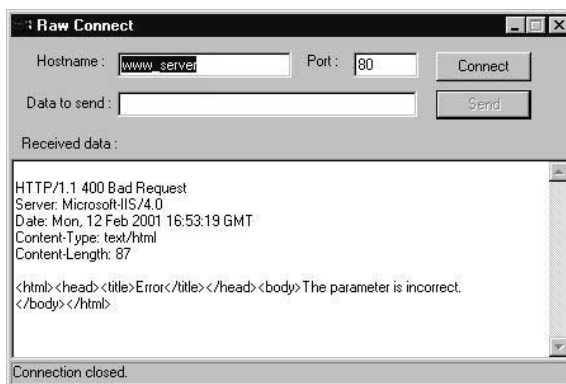 Raw Connect
Hostname : www_server Port : 80 Connect
Data to send : Send
Received data :
HTTP/1.1 400 Bad Request
Server: Microsoft-IIS/4.0
Date: Mon, 12 Feb 2001 16:53:19 GMT
Content-Type: text/html
Content-Length: 87
<html><head><title>Error</title></head><body>The parameter is incorrect.
</body></html>
Connection closed.